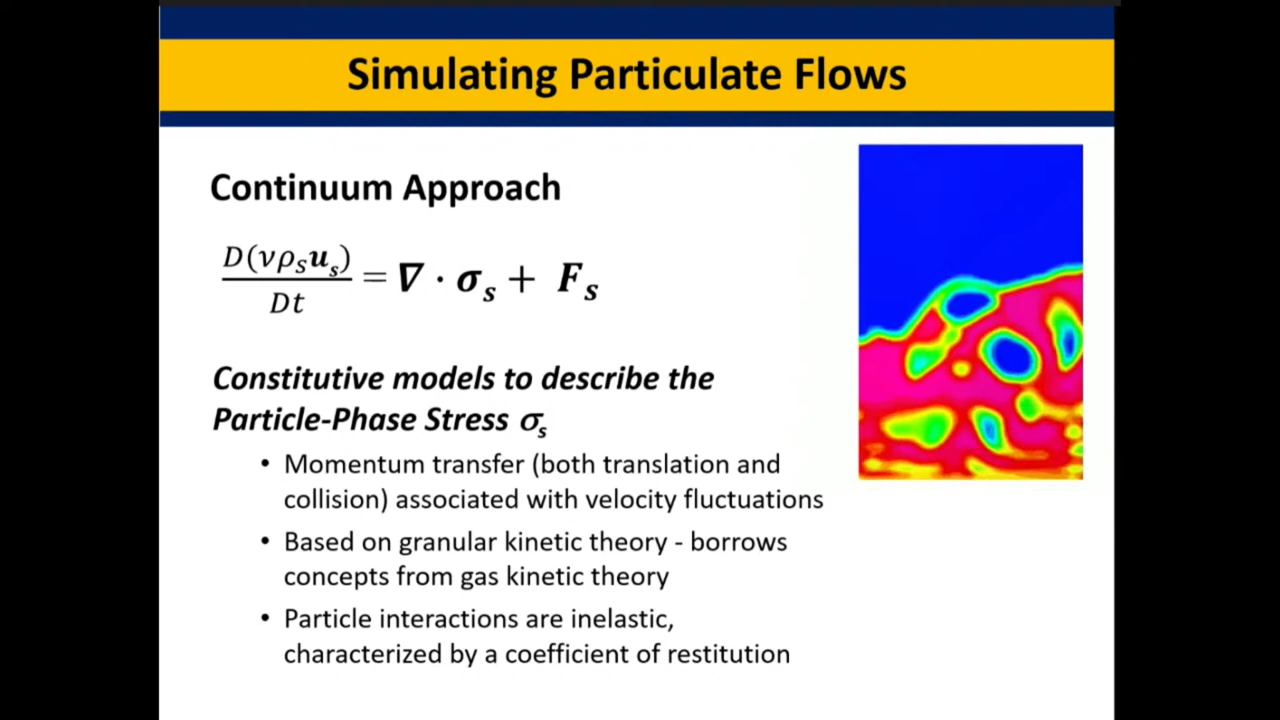 Simulating Particulate Flows
Continuum Approach
D(νρₛuₛ)/Dt = ∇ · σₛ + Fₛ
Constitutive models to describe the
Particle-Phase Stress σₛ
• Momentum transfer (both translation and
collision) associated with velocity fluctuations
• Based on granular kinetic theory - borrows
concepts from gas kinetic theory
• Particle interactions are inelastic,
characterized by a coefficient of restitution